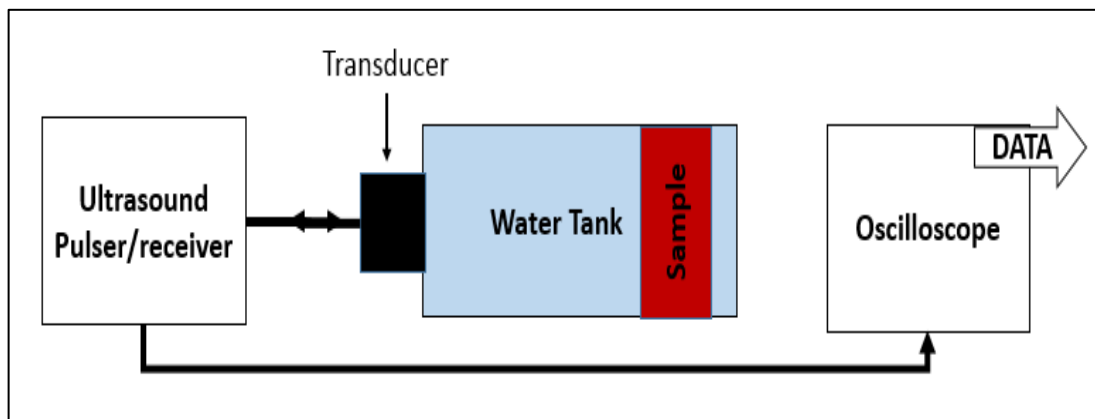 Transducer
Ultrasound
Pulser/receiver
Water Tank
Sample
Oscilloscope
DATA